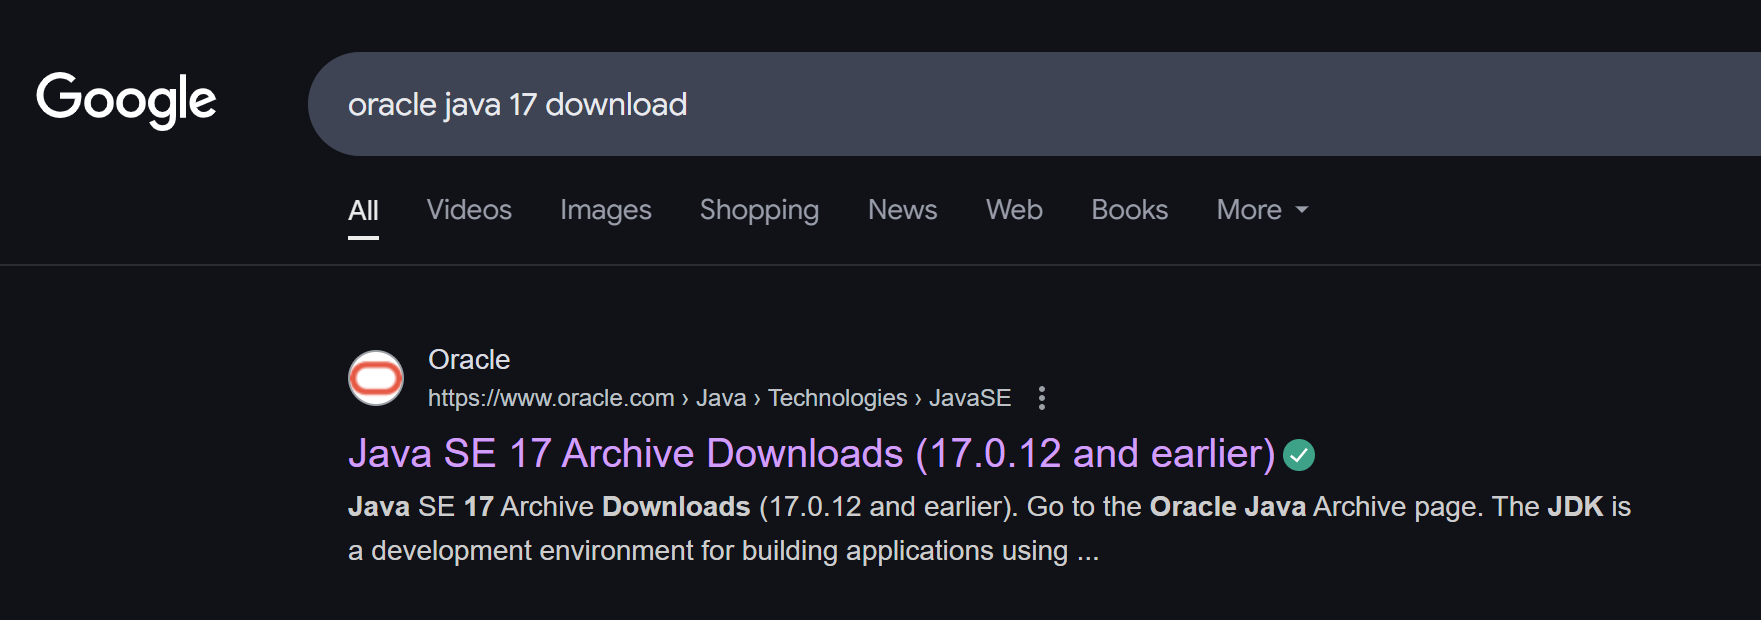 Google
oracle java 17 download
All Videos Images Shopping News Web Books More
Oracle
https://www.oracle.com › Java › Technologies › JavaSE
Java SE 17 Archive Downloads (17.0.12 and earlier)
Java SE 17 Archive Downloads (17.0.12 and earlier). Go to the Oracle Java Archive page. The JDK is
a development environment for building applications using ...